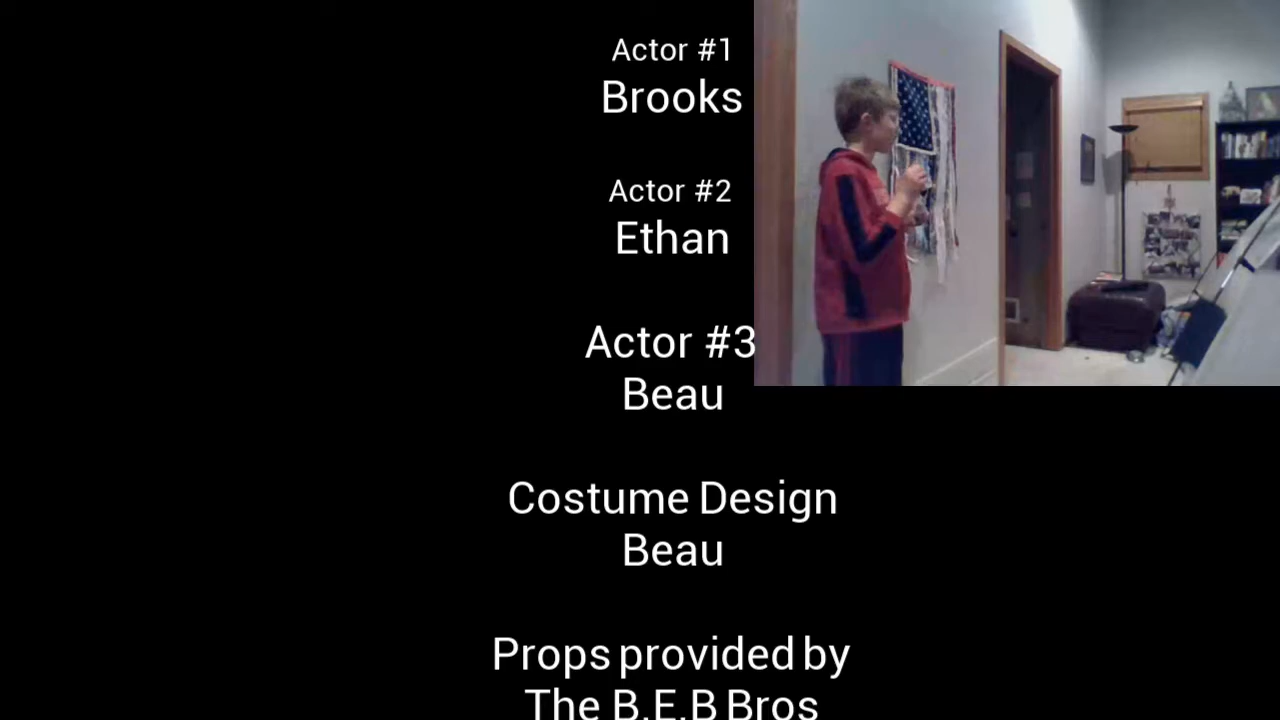 Actor #1
Brooks
Actor #2
Ethan
Actor #3
Beau
Costume Design
Beau
Props provided by
The B.E.B Bros